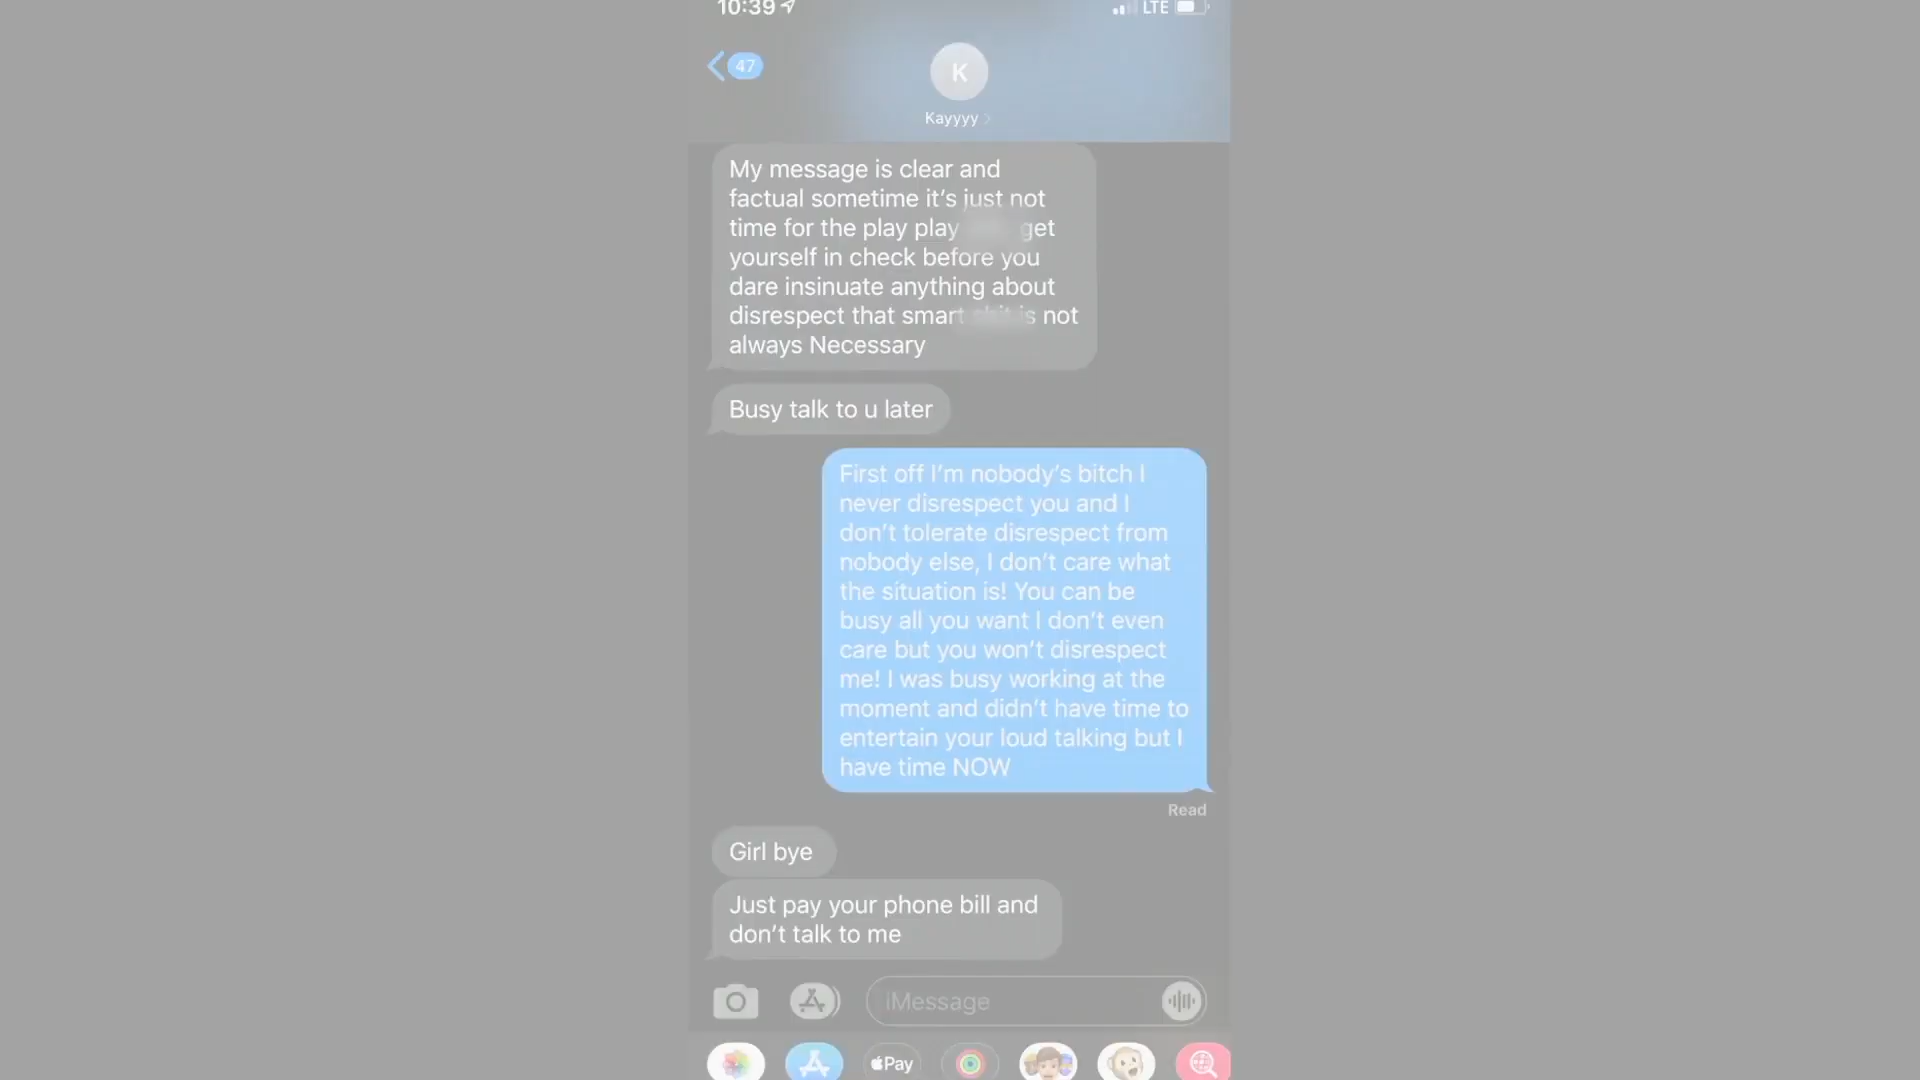 10:39
LTE
47
K
Kayyyy
My message is clear and
factual sometime it's just not
time for the play play get
yourself in check before you
dare insinuate anything about
disrespect that smart is not
always Necessary
Busy talk to u later
First off I'm nobody's bitch I
never disrespect you and I
don't tolerate disrespect from
nobody else, I don't care what
the situation is! You can be
busy all you want I don't even
care but you won't disrespect
me! I was busy working at the
moment and didn't have time to
entertain your loud talking but I
have time NOW
Read
Girl bye
Just pay your phone bill and
don't talk to me
iMessage
Pay